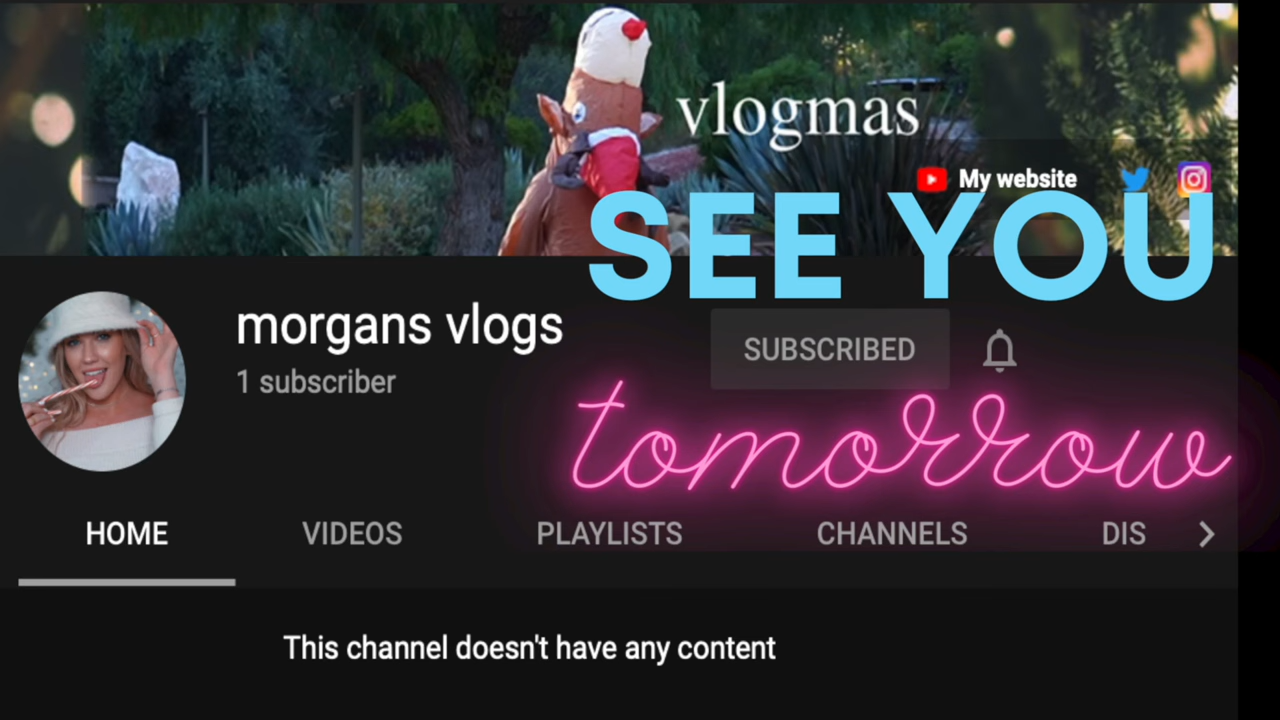 vlogmas
My website
SEE YOU
morgans vlogs
SUBSCRIBED
1 subscriber
tomorrow
HOME VIDEOS PLAYLISTS CHANNELS DIS
This channel doesn't have any content